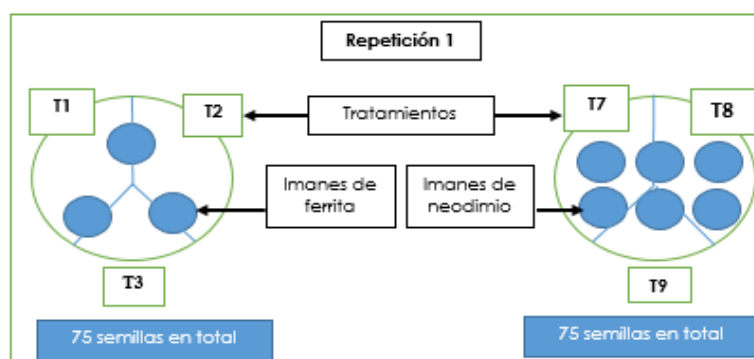 Repetición 1
T1
T2
Tratamientos
T7
T8
Imanes de
ferrita
Imanes de
neodimio
T3
T9
75 semillas en total
75 semillas en total